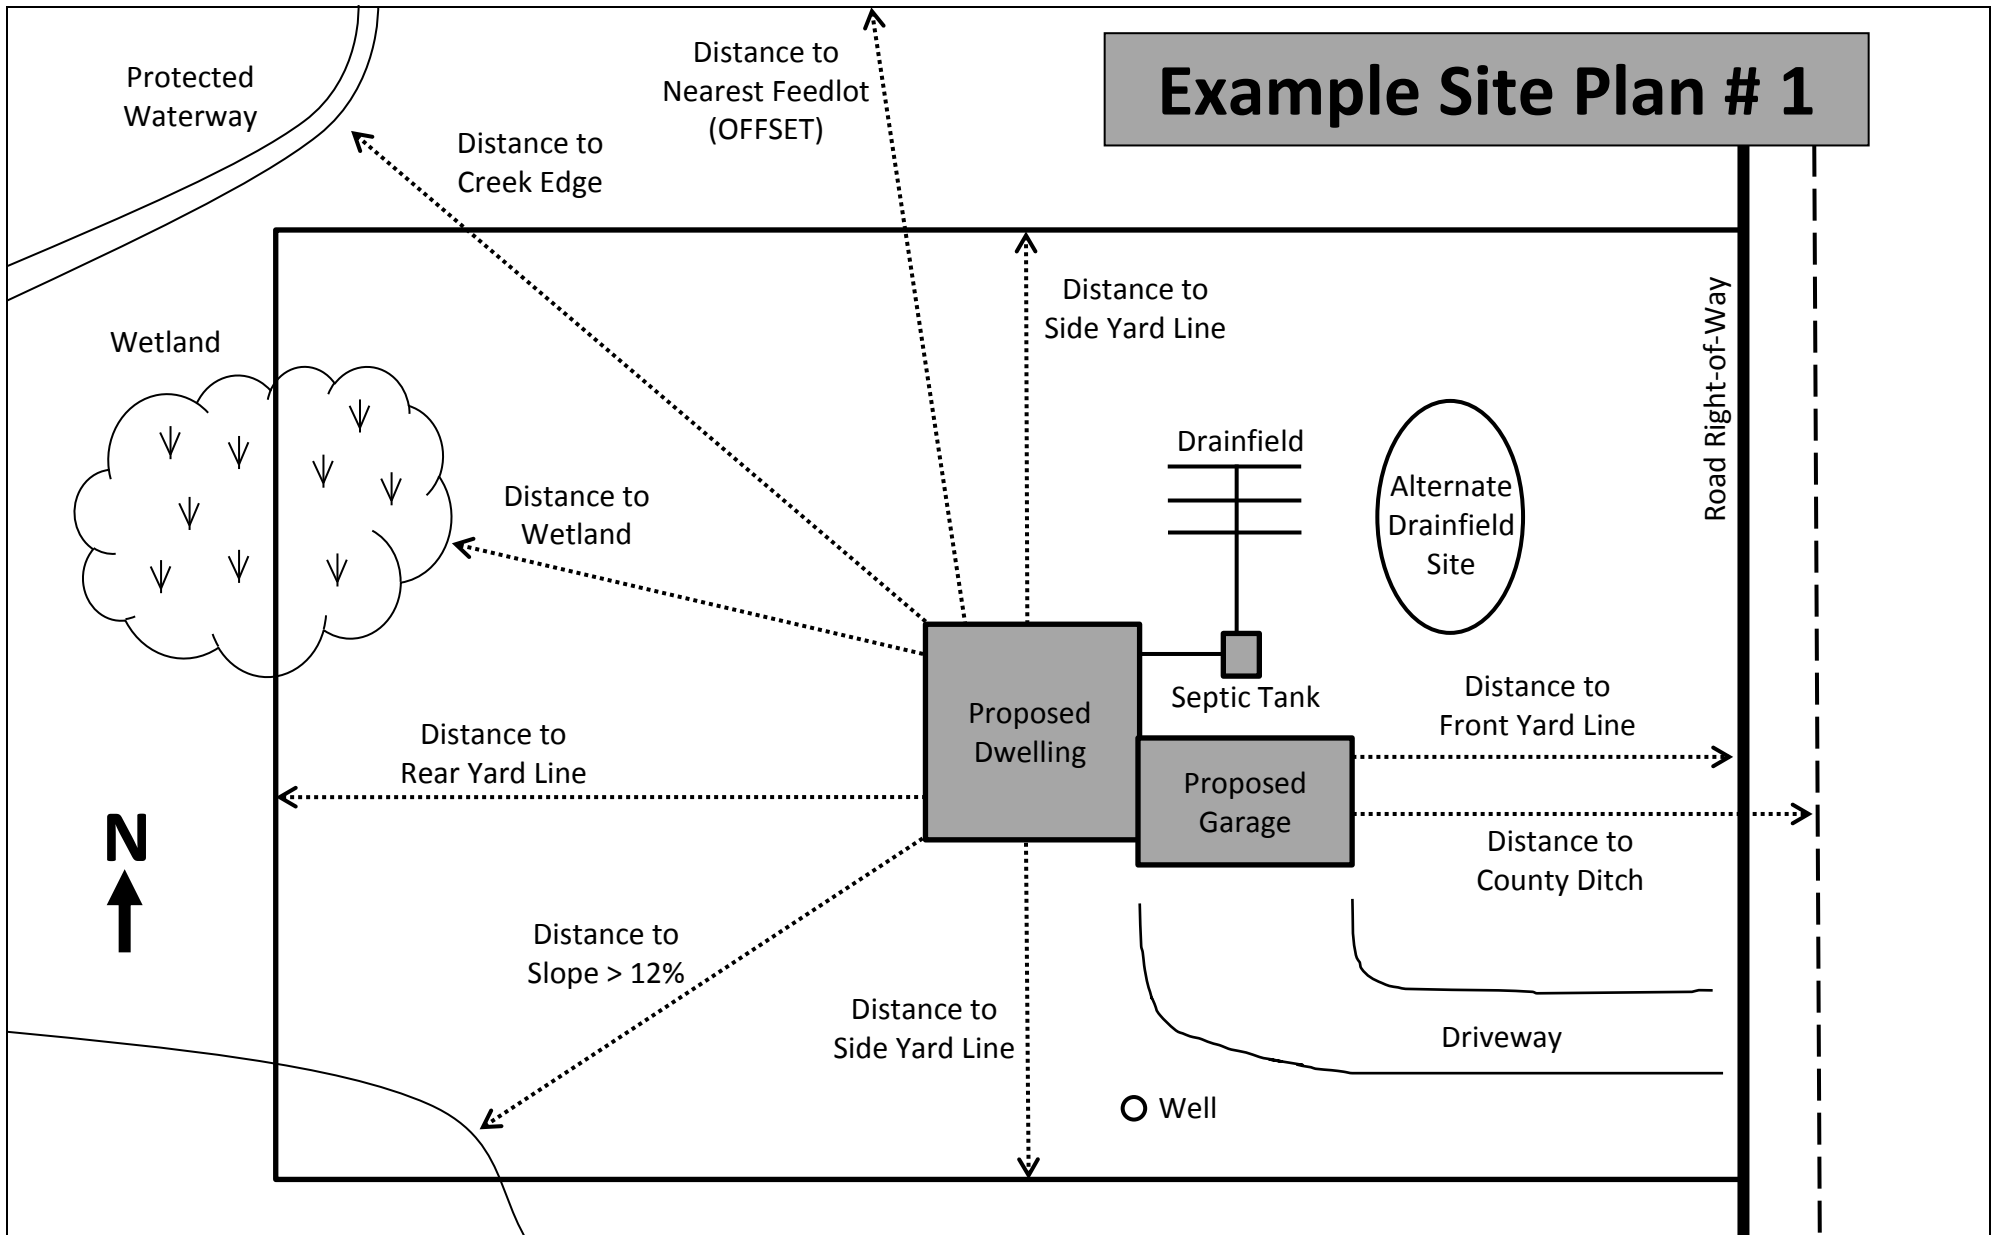 Example Site Plan # 1
Protected
Waterway
Distance to
Nearest Feedlot
(OFFSET)
Distance to
Creek Edge
Distance to
Side Yard Line
Road Right-of-Way
Wetland
Drainfield
Alternate
Drainfield
Site
Distance to
Wetland
Septic Tank
Distance to
Front Yard Line
Proposed
Dwelling
Distance to
Rear Yard Line
Proposed
Garage
N
Distance to
County Ditch
Distance to
Slope > 12%
Distance to
Side Yard Line
Driveway
Well